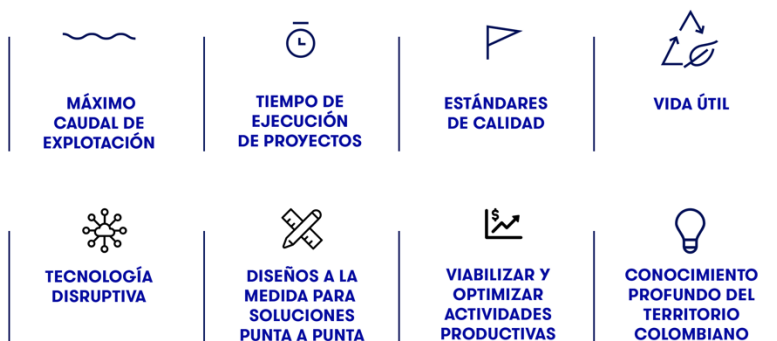 MÁXIMO
CAUDAL DE
EXPLOTACIÓN
TIEMPO DE
EJECUCIÓN
DE PROYECTOS
ESTÁNDARES
DE CALIDAD
VIDA ÚTIL
TECNOLOGÍA
DISRUPTIVA
DISEÑOS A LA
MEDIDA PARA
SOLUCIONES
PUNTA A PUNTA
$
VIABILIZAR Y
OPTIMIZAR
ACTIVIDADES
PRODUCTIVAS
CONOCIMIENTO
PROFUNDO DEL
TERRITORIO
COLOMBIANO